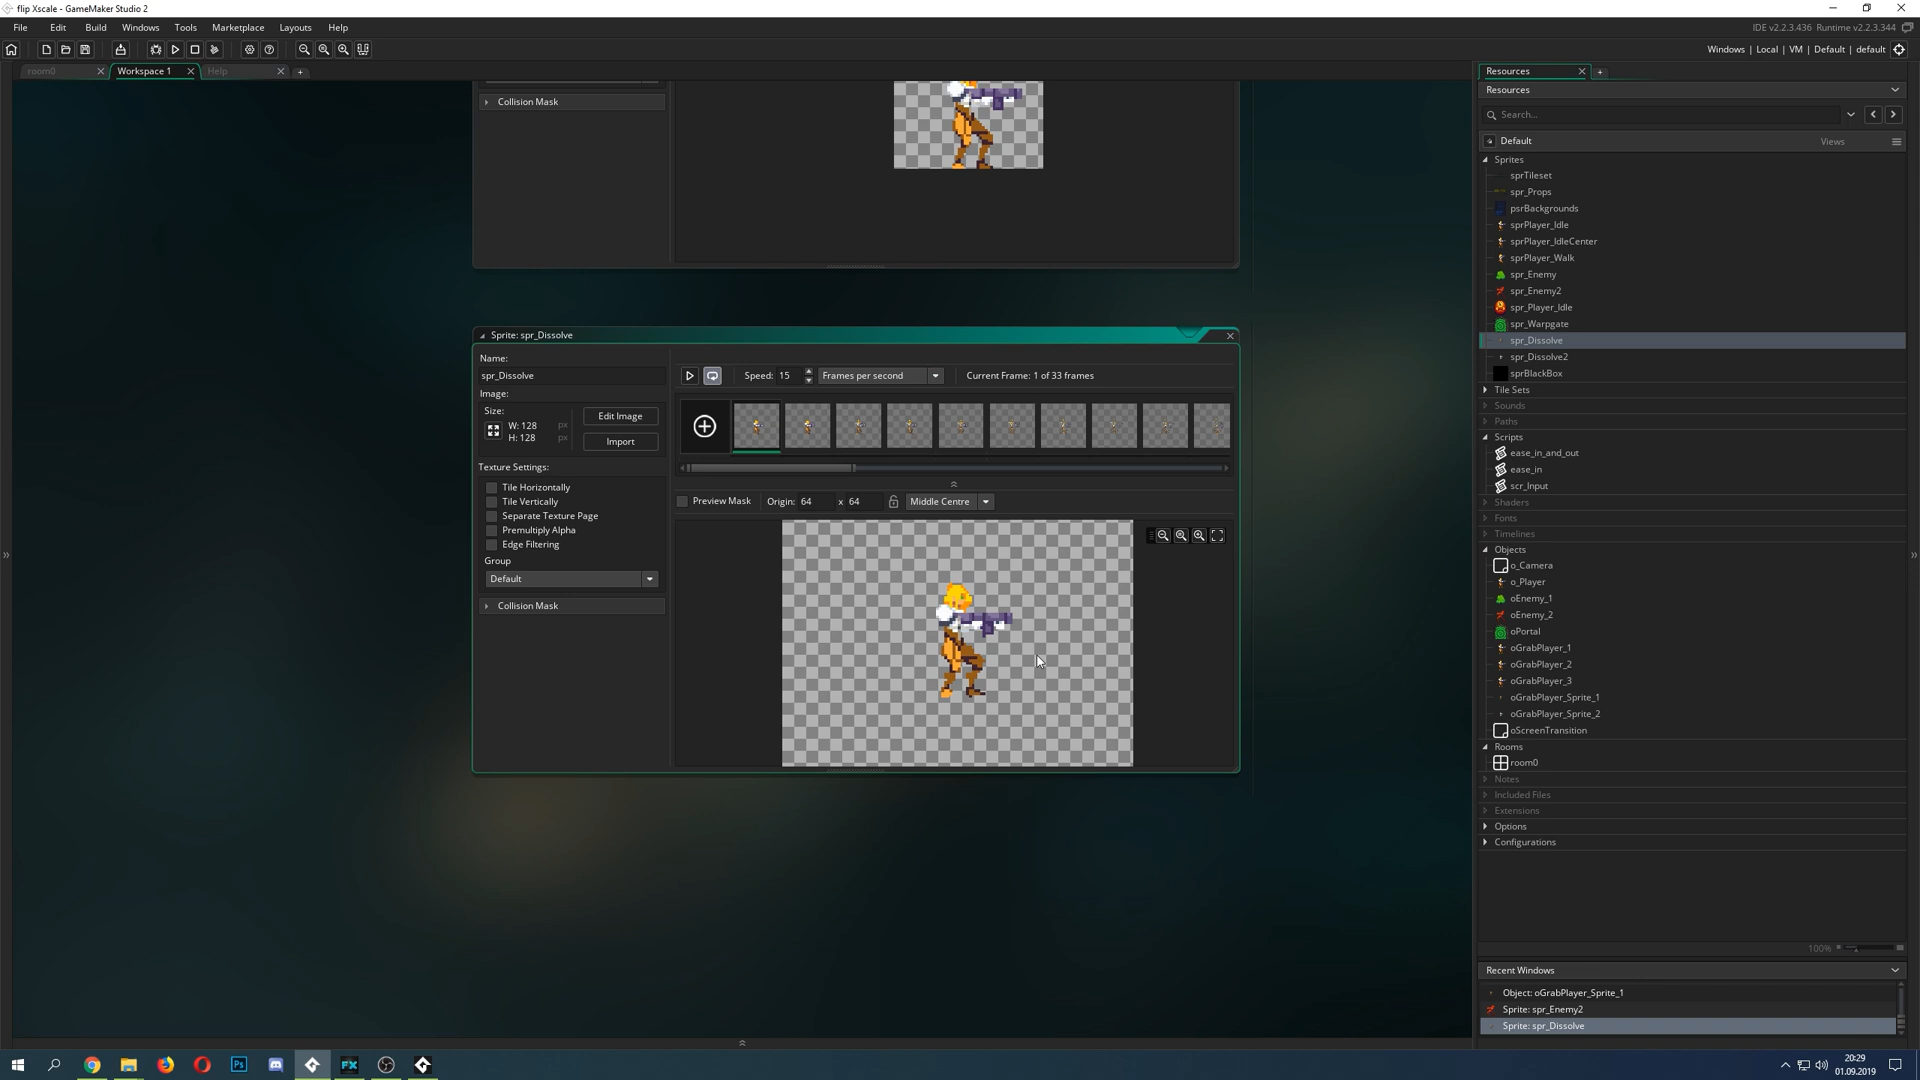 flip Xscale - GameMaker Studio 2
File Edit Build Windows Tools Marketplace Layouts Help
IDE v2.2.3.436 Runtime v2.2.3.344
Windows | Local | VM | Default | default
room0 Workspace 1 Help
Collision Mask
Sprite: spr_Dissolve
Name:
spr_Dissolve
Image:
Size:
W: 128 px
H: 128 px
Edit Image
Import
Texture Settings:
Tile Horizontally
Tile Vertically
Separate Texture Page
Premultiply Alpha
Edge Filtering
Group
Default
Collision Mask
Speed: 15 Frames per second Current Frame: 1 of 33 frames
Preview Mask Origin: 64 x 64 Middle Centre
Resources
Resources
Search...
Default Views
Sprites
sprTileset
spr_Props
psrBackgrounds
sprPlayer_Idle
sprPlayer_IdleCenter
sprPlayer_Walk
spr_Enemy
spr_Enemy2
spr_Player_Idle
spr_Warpgate
spr_Dissolve
spr_Dissolve2
sprBlackBox
Tile Sets
Sounds
Paths
Scripts
ease_in_and_out
ease_in
scr_Input
Shaders
Fonts
Timelines
Objects
o_Camera
o_Player
oEnemy_1
oEnemy_2
oPortal
oGrabPlayer_1
oGrabPlayer_2
oGrabPlayer_3
oGrabPlayer_Sprite_1
oGrabPlayer_Sprite_2
oScreenTransition
Rooms
room0
Notes
Included Files
Extensions
Options
Configurations
100%
Recent Windows
Object: oGrabPlayer_Sprite_1
Sprite: spr_Enemy2
Sprite: spr_Dissolve
Ps
FX
20:29
01.09.2019